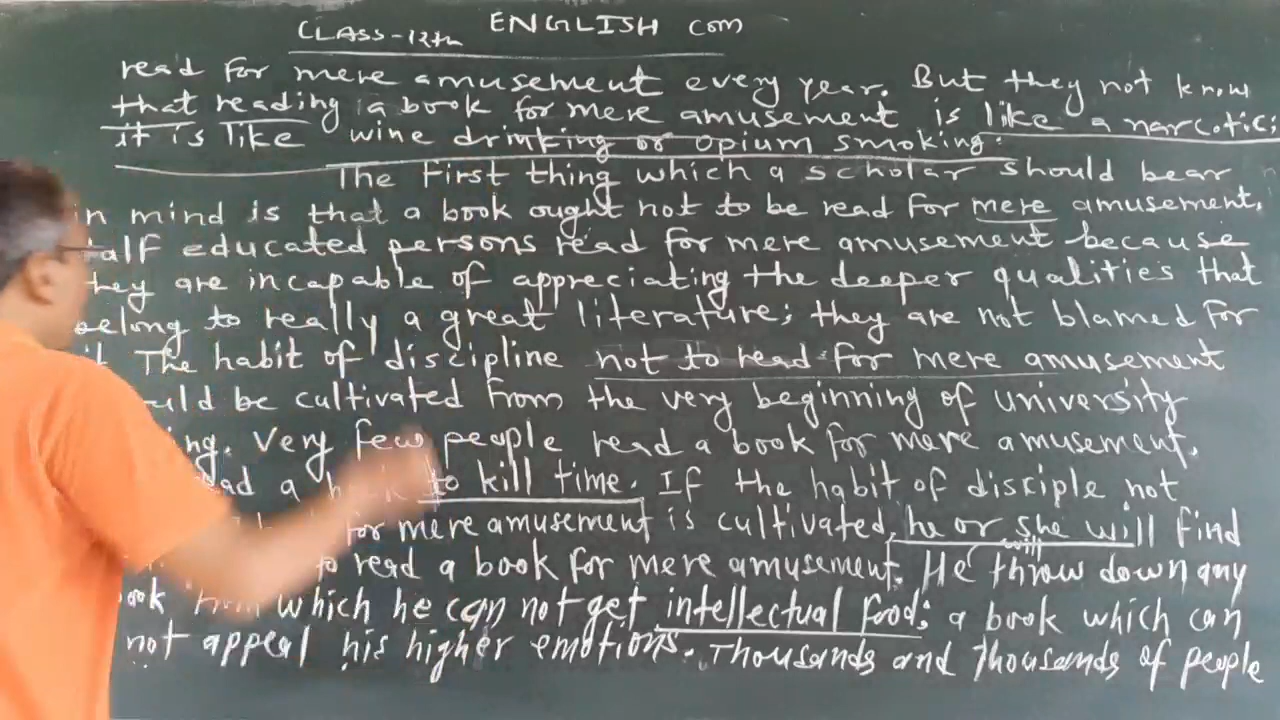 CLASS-12th ENGLISH COM
read for mere amusement every year. But they not know
that reading a book for mere amusement is like a narcotic;
it is like wine drinking or opium smoking.
The first thing which a scholar should bear
in mind is that a book ought not to be read for mere amusement.
Half educated persons read for mere amusement because
they are incapable of appreciating the deeper qualities that
belong to really a great literature; they are not blamed for
it. The habit of discipline not to read for mere amusement
uld be cultivated from the very beginning of university
ing. Very few people read a book for mere amusement.
ad a to kill time. If the habit of disciple not
for mere amusement is cultivated, he or she will find
to read a book for mere amusement. He will throw down any
ook from which he can not get intellectual food; a book which can
not appeal his higher emotions. Thousands and Thousands of people